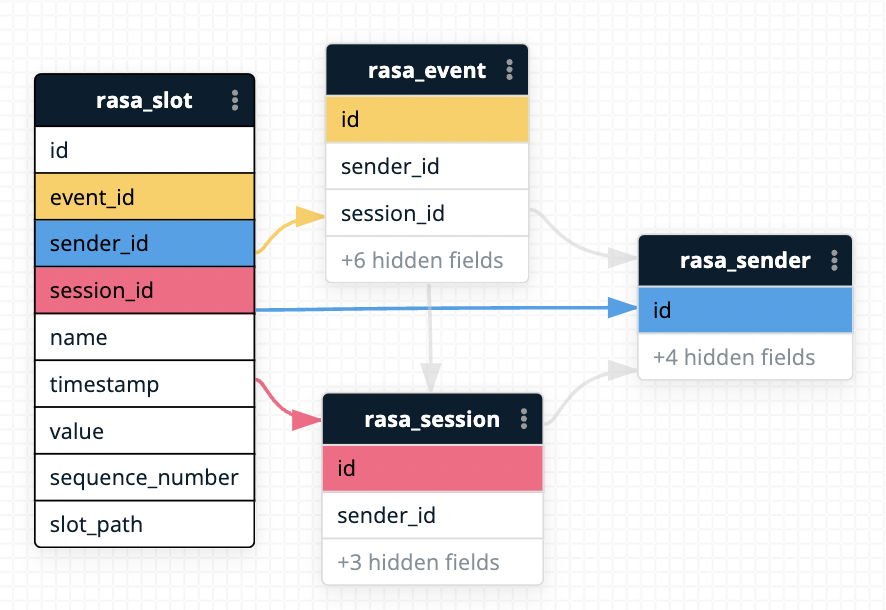 rasa_slot
id
event_id
sender_id
session_id
name
timestamp
value
sequence_number
slot_path
rasa_event
id
sender_id
session_id
+6 hidden fields
rasa_session
id
sender_id
+3 hidden fields
rasa_sender
id
+4 hidden fields